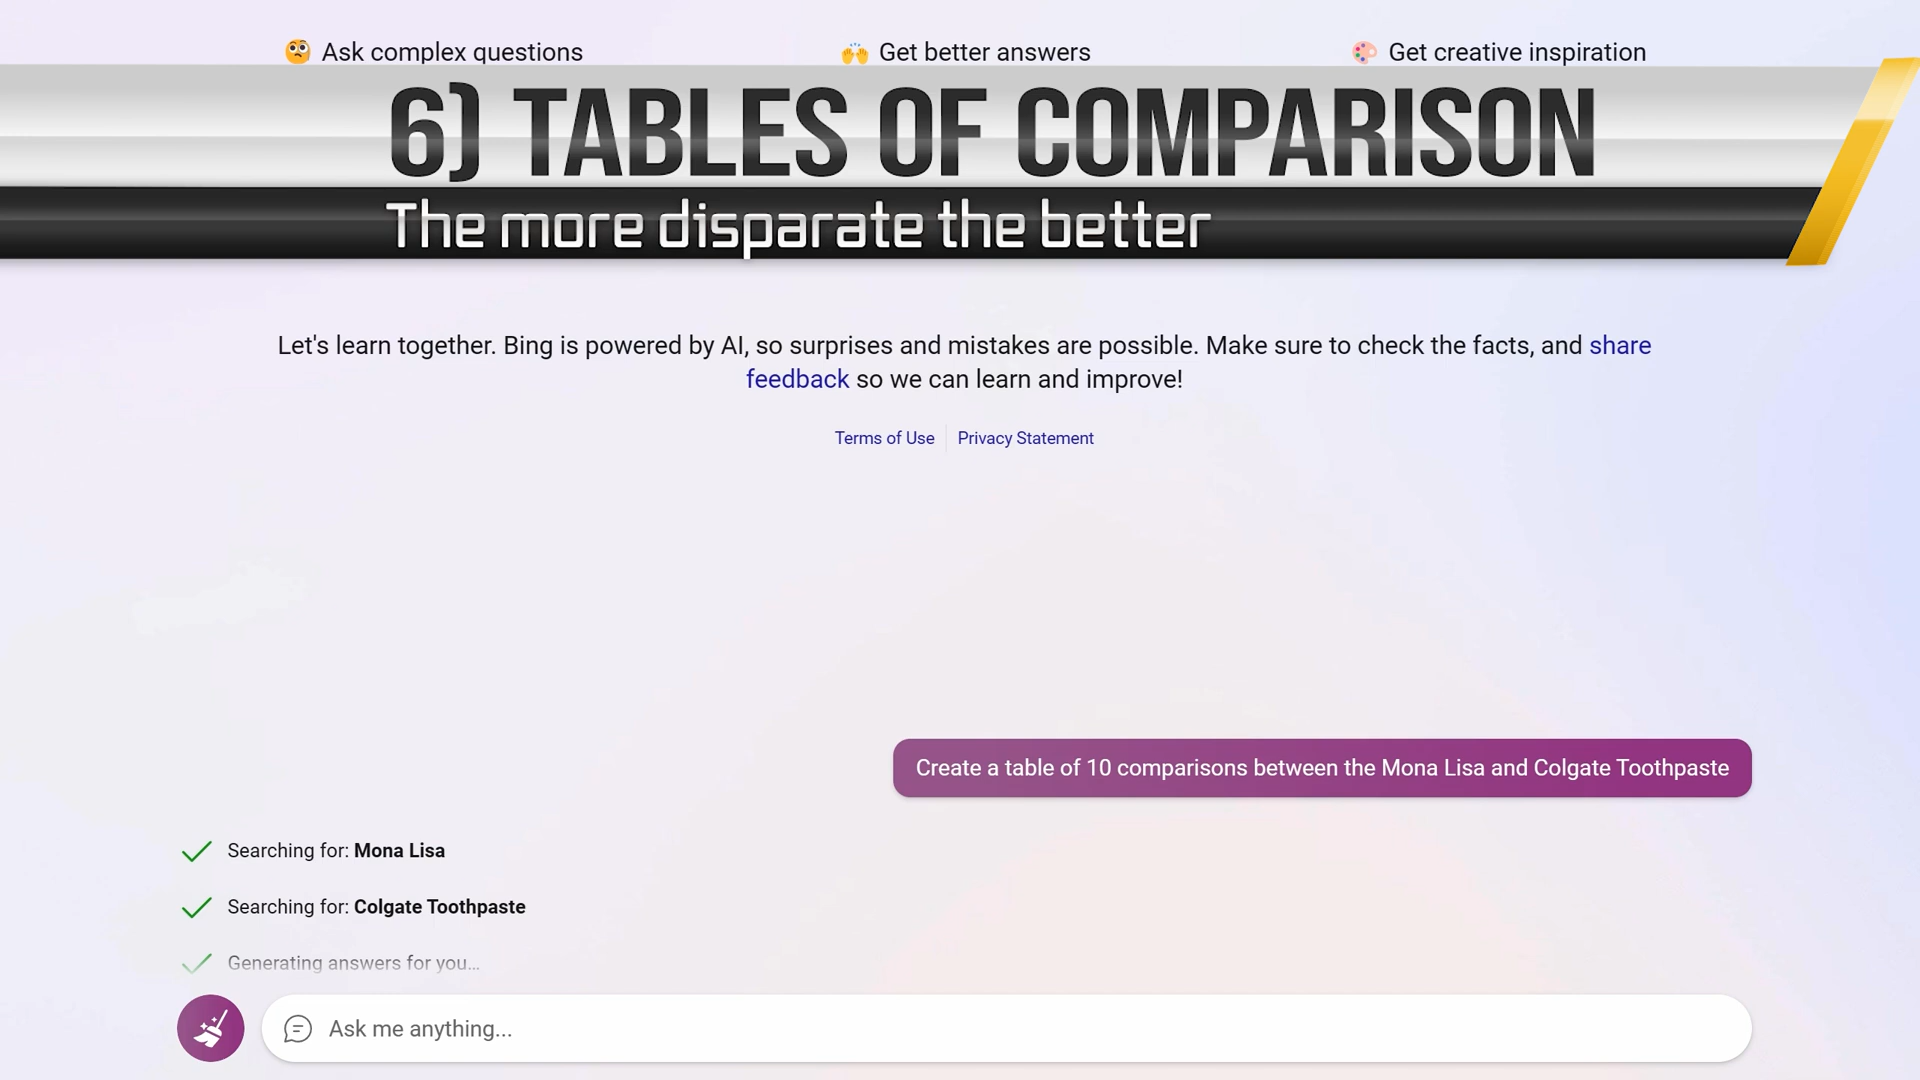 Ask complex questions
Get better answers
Get creative inspiration
6) TABLES OF COMPARISON
The more disparate the better
Let's learn together. Bing is powered by AI, so surprises and mistakes are possible. Make sure to check the facts, and share
feedback so we can learn and improve!
Terms of Use
Privacy Statement
Create a table of 10 comparisons between the Mona Lisa and Colgate Toothpaste
Searching for: Mona Lisa
Searching for: Colgate Toothpaste
Generating answers for you...
Ask me anything...